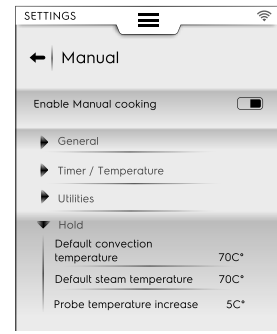 SETTINGS
Manual
Enable Manual cooking
General
Timer / Temperature
Utilities
Hold
Default convection
temperature 70C°
Default steam temperature 70C°
Probe temperature increase 5C°